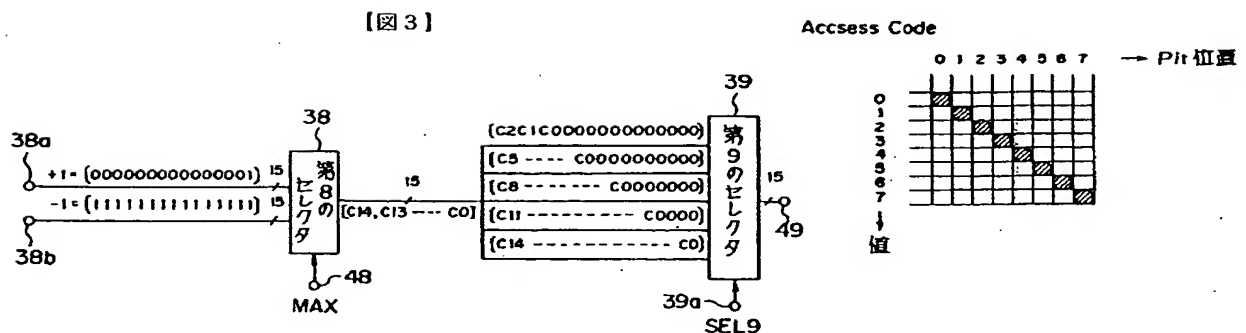 【図3】
Accsess Code
0 1 2 3 4 5 6 7 → Pit 位置
0
1
2
3
4
5
6
7
値
38a
+1=(000000000000001)
15
-1=(111111111111111)
15
38b
38
第8の
セレクタ
48
MAX
15
[C14,C13---- C0]
(C2C1C0000000000000)
(C5 ---- C0000000000)
(C8 ------- C0000000)
(C11 ---------- C0000)
(C14 ------------- C0)
39
第9のセレクタ
15
49
39a
SEL9